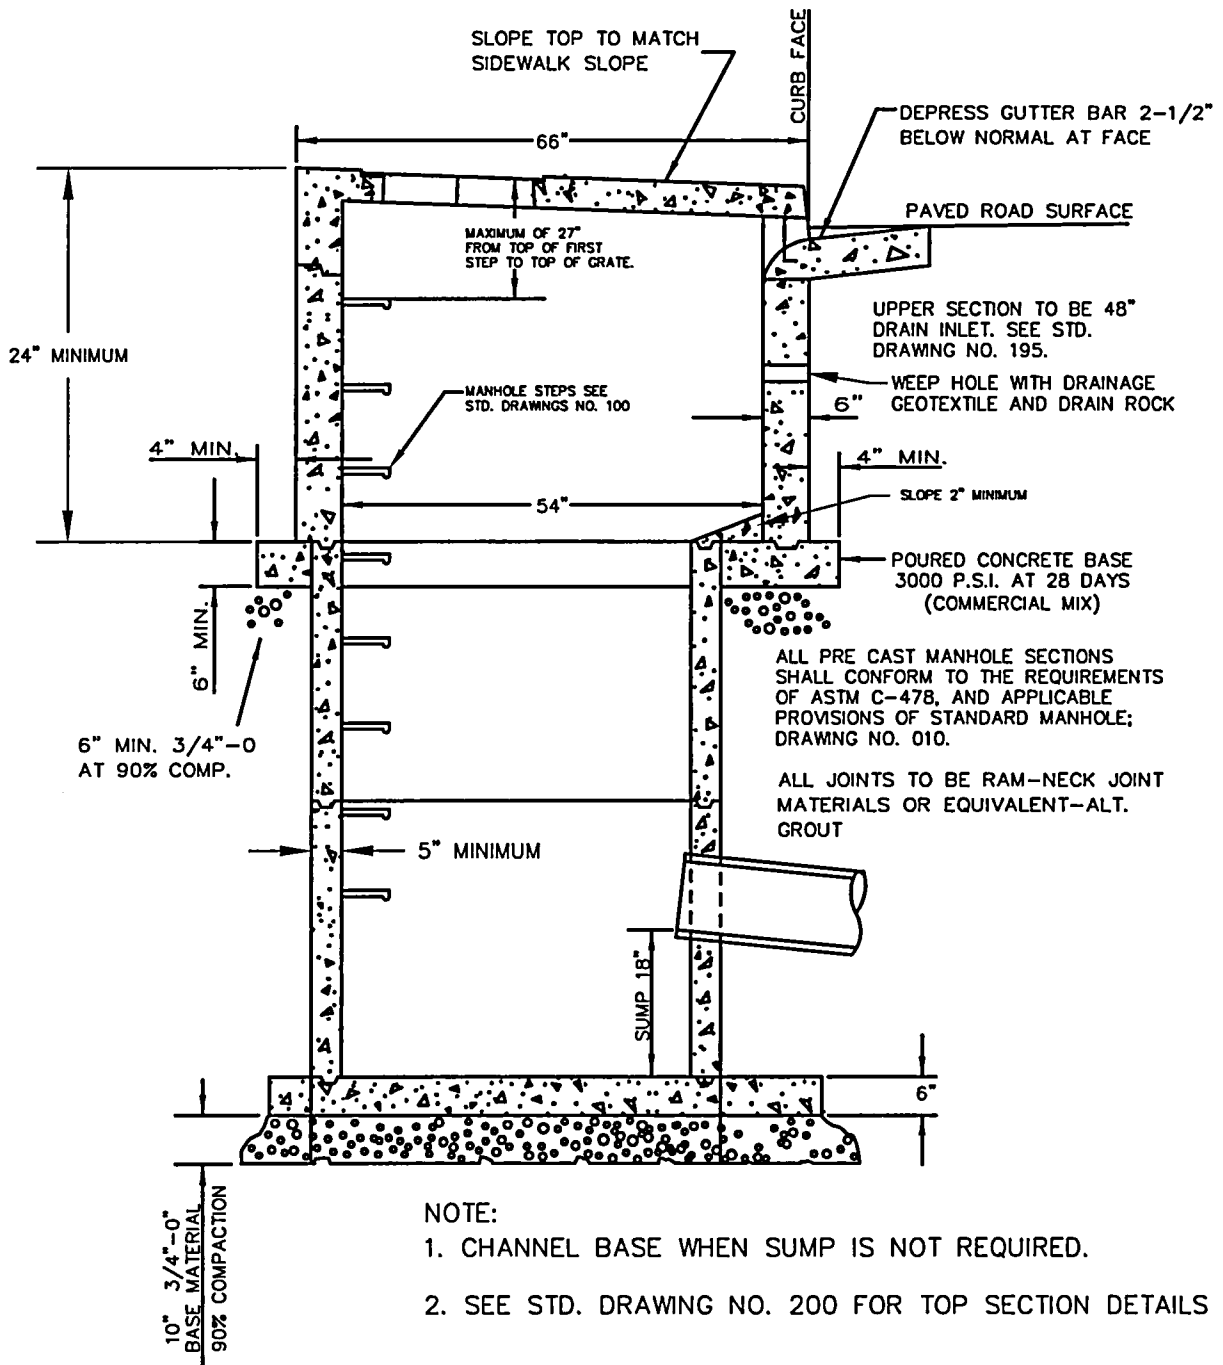 SLOPE TOP TO MATCH
SIDEWALK SLOPE
CURB FACE
DEPRESS GUTTER BAR 2-1/2"
BELOW NORMAL AT FACE
66"
PAVED ROAD SURFACE
MAXIMUM OF 27"
FROM TOP OF FIRST
STEP TO TOP OF GRATE.
24" MINIMUM
UPPER SECTION TO BE 48"
DRAIN INLET. SEE STD.
DRAWING NO. 195.
MANHOLE STEPS SEE
STD. DRAWINGS NO. 100
WEEP HOLE WITH DRAINAGE
GEOTEXTILE AND DRAIN ROCK
6"
4" MIN.
4" MIN.
54"
SLOPE 2" MINIMUM
POURED CONCRETE BASE
3000 P.S.I. AT 28 DAYS
(COMMERCIAL MIX)
6" MIN.
ALL PRE CAST MANHOLE SECTIONS
SHALL CONFORM TO THE REQUIREMENTS
OF ASTM C-478, AND APPLICABLE
PROVISIONS OF STANDARD MANHOLE;
DRAWING NO. 010.
6" MIN. 3/4"-0
AT 90% COMP.
ALL JOINTS TO BE RAM-NECK JOINT
MATERIALS OR EQUIVALENT-ALT.
GROUT
5" MINIMUM
SUMP 18"
6"
10" 3/4"-0"
BASE MATERIAL
90% COMPACTION
NOTE:
1. CHANNEL BASE WHEN SUMP IS NOT REQUIRED.
2. SEE STD. DRAWING NO. 200 FOR TOP SECTION DETAILS